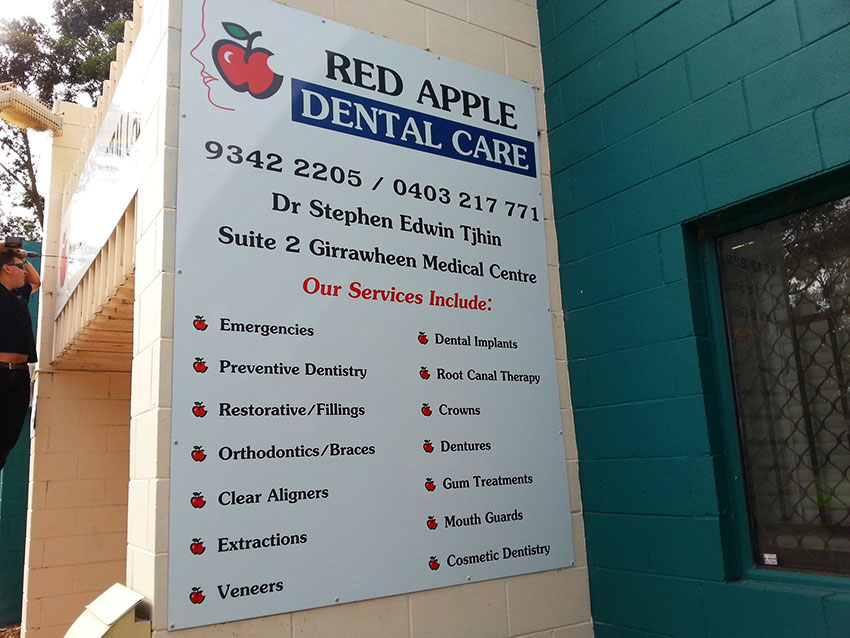 RED APPLE
DENTAL CARE
9342 2205 / 0403 217 771
Dr Stephen Edwin Tjhin
Suite 2 Girrawheen Medical Centre
Our Services Include:
Emergencies
Preventive Dentistry
Restorative/Fillings
Orthodontics/Braces
Clear Aligners
Extractions
Veneers
Dental Implants
Root Canal Therapy
Crowns
Dentures
Gum Treatments
Mouth Guards
Cosmetic Dentistry